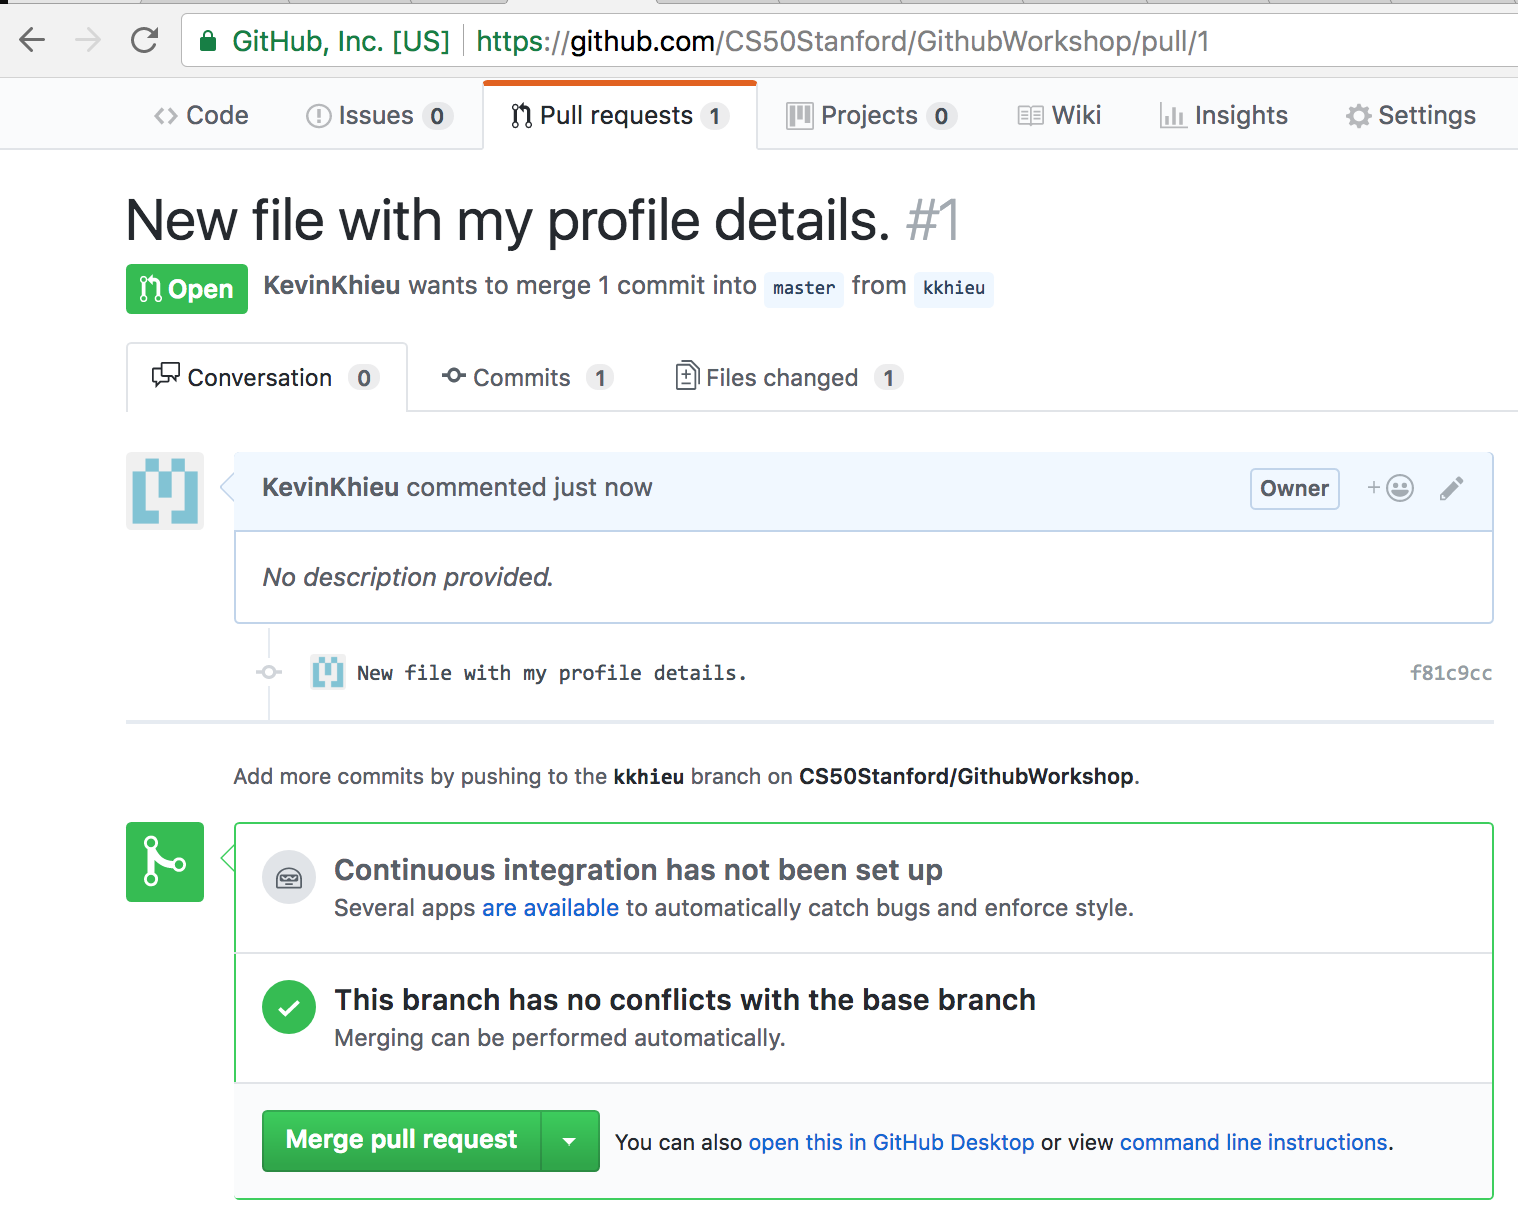 GitHub, Inc. [US] https://github.com/CS50Stanford/GithubWorkshop/pull/1
Code Issues 0 Pull requests 1 Projects 0 Wiki Insights Settings
New file with my profile details. #1
Open KevinKhieu wants to merge 1 commit into master from kkhieu
Conversation 0 Commits 1 Files changed 1
KevinKhieu commented just now Owner +
No description provided.
New file with my profile details. f81c9cc
Add more commits by pushing to the kkhieu branch on CS50Stanford/GithubWorkshop.
Continuous integration has not been set up
Several apps are available to automatically catch bugs and enforce style.
This branch has no conflicts with the base branch
Merging can be performed automatically.
Merge pull request You can also open this in GitHub Desktop or view command line instructions.